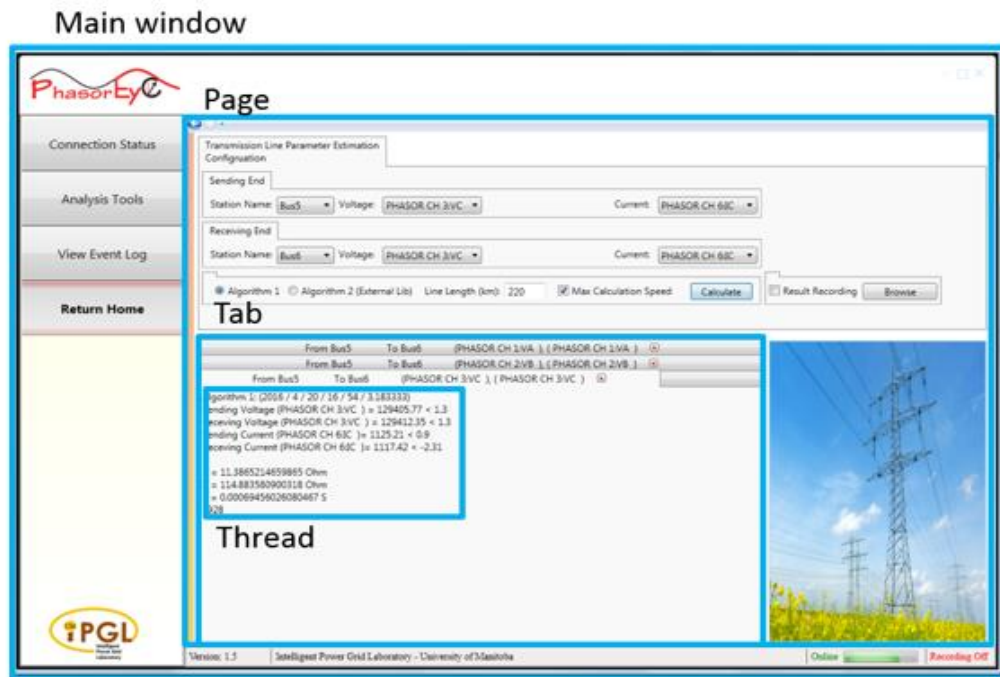 Main window
PhasorEye
Page
Connection Status
Analysis Tools
View Event Log
Return Home
Transmission Line Parameter Estimation
Configruation
Sending End
Station Name: Bus5 Voltage: PHASOR CH 3:VC Current: PHASOR CH 6:IC
Receiving End
Station Name: Bus6 Voltage: PHASOR CH 3:VC Current: PHASOR CH 6:IC
Algorithm 1 Algorithm 2 (External Lib) Line Length (km): 220 Max Calculation Speed Calculate Result Recording Browse
Tab
From Bus5 To Bus6 (PHASOR CH 1:VA ), ( PHASOR CH 1:VA )
From Bus5 To Bus6 (PHASOR CH 2:VB ), ( PHASOR CH 2:VB )
From Bus5 To Bus6 (PHASOR CH 3:VC ), ( PHASOR CH 3:VC )
lgorithm 1: (2016 / 4 / 20 / 16 / 54 / 3.183333)
ending Voltage (PHASOR CH 3:VC ) = 129405.77 < 1.3
eceving Voltage (PHASOR CH 3:VC ) = 129412.35 < 1.3
ending Current (PHASOR CH 6:IC )= 1125.21 < 0.9
eceving Current (PHASOR CH 6:IC )= 1117.42 < -2.31
= 11.3865214659865 Ohm
= 114.883580900318 Ohm
= 0.00069456026080467 S
928
Thread
iPGL
Intelligent
Power Grid
Laboratory
Version: 1.5 Intelligent Power Grid Laboratory - University of Manitoba Online Recording Off